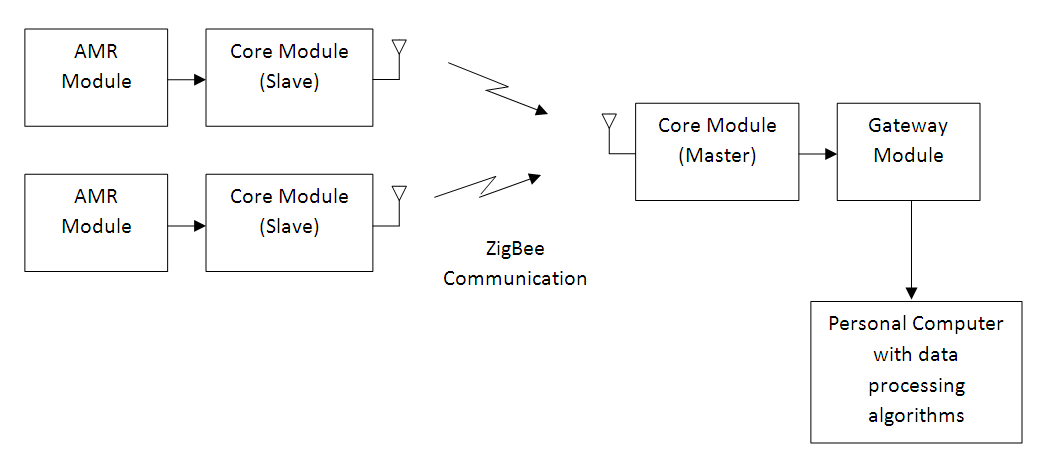 AMR
Module
Core Module
(Slave)
AMR
Module
Core Module
(Slave)
ZigBee
Communication
Core Module
(Master)
Gateway
Module
Personal Computer
with data
processing
algorithms